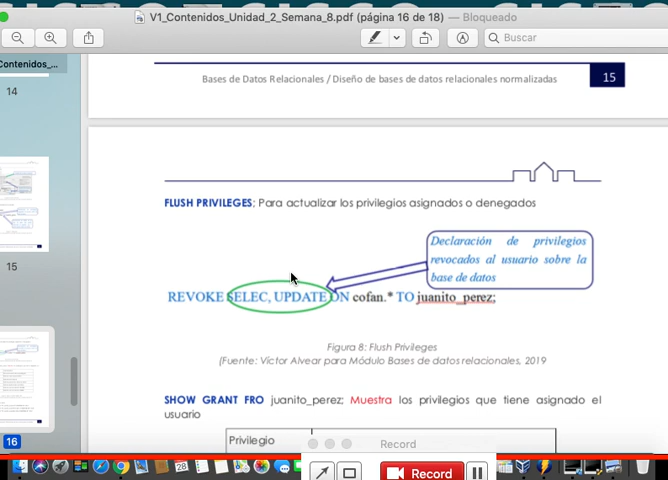 V1_Contenidos_Unidad_2_Semana_8.pdf (página 16 de 18) — Bloqueado
Buscar
Contenidos_...
14
Bases de Datos Relacionales / Diseño de bases de datos relacionales normalizadas
15
FLUSH PRIVILEGES; Para actualizar los privilegios asignados o denegados
Declaración de privilegios
revocados al usuario sobre la
base de datos
15
REVOKE SELEC, UPDATE ON cofan.* TO juanito_perez;
Figura 8: Flush Privileges
(Fuente: Víctor Alvear para Módulo Bases de datos relacionales, 2019
SHOW GRANT FRO juanito_perez; Muestra los privilegios que tiene asignado el
usuario
16
Privilegio
Record
28
Record